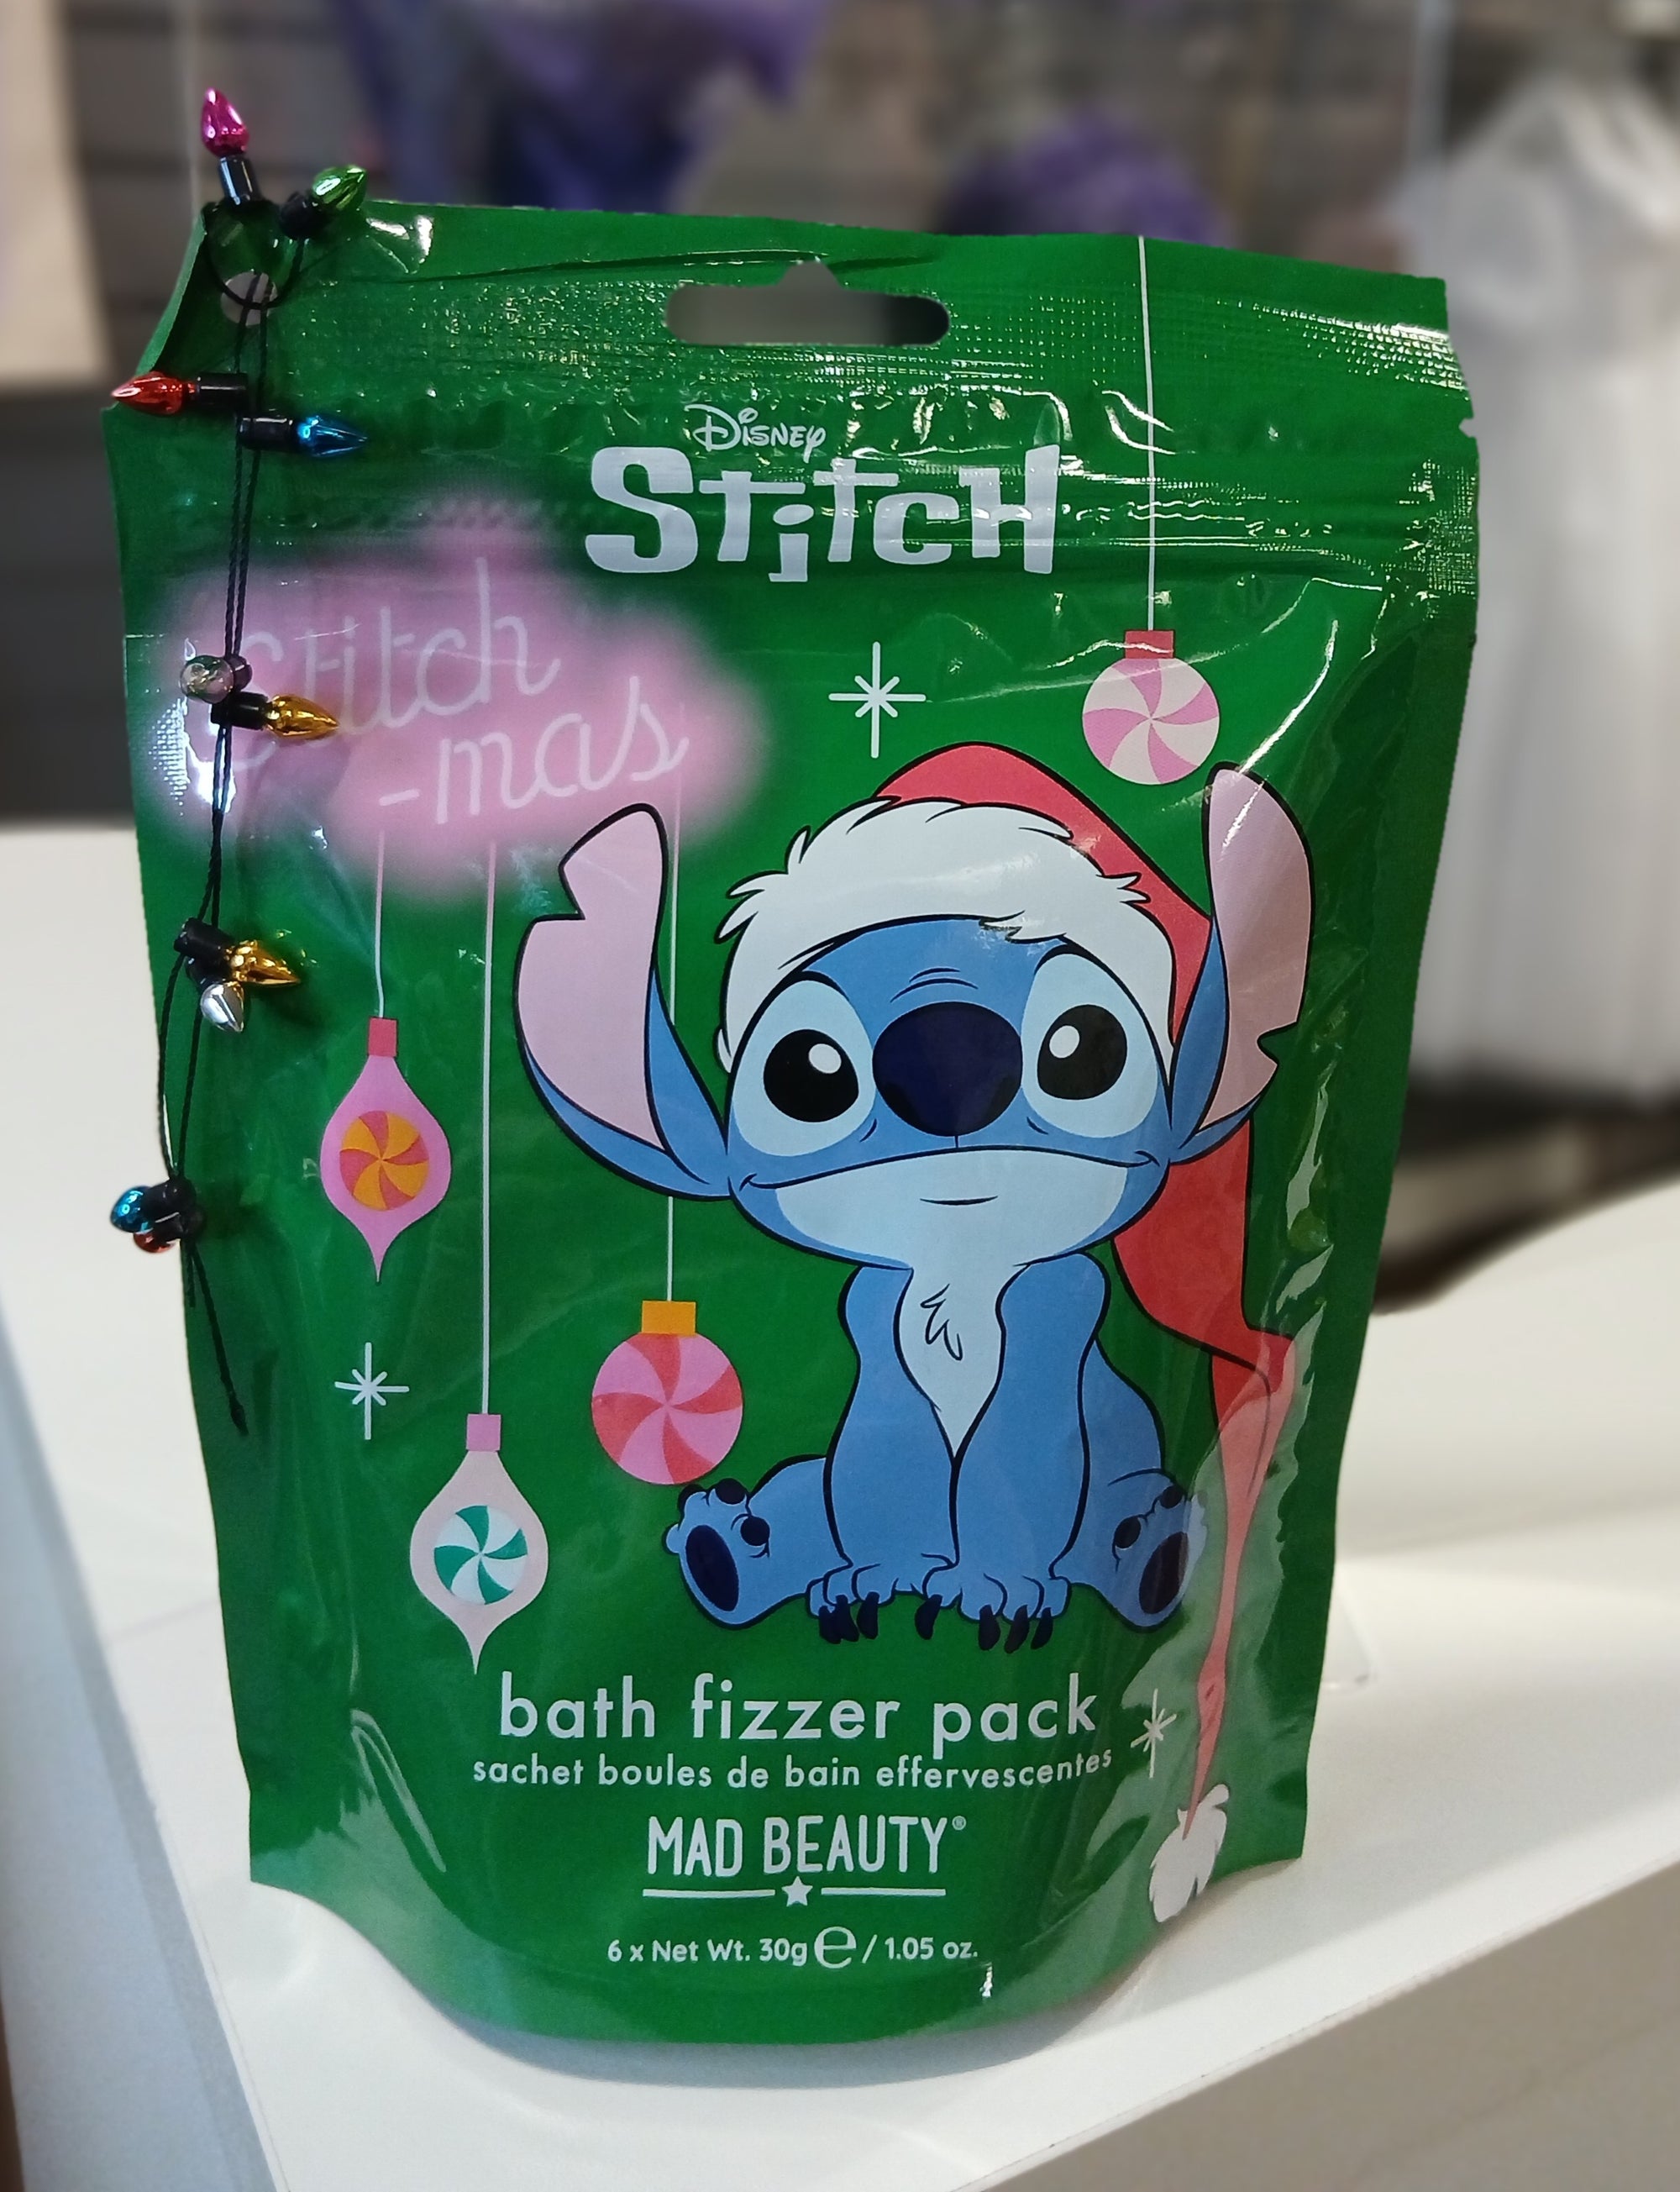 Disney
Stitch
Stitch
-mas
bath fizzer pack
sachet boules de bain effervescentes
MAD BEAUTY®
6 x Net Wt. 30g ℮ / 1.05 oz.